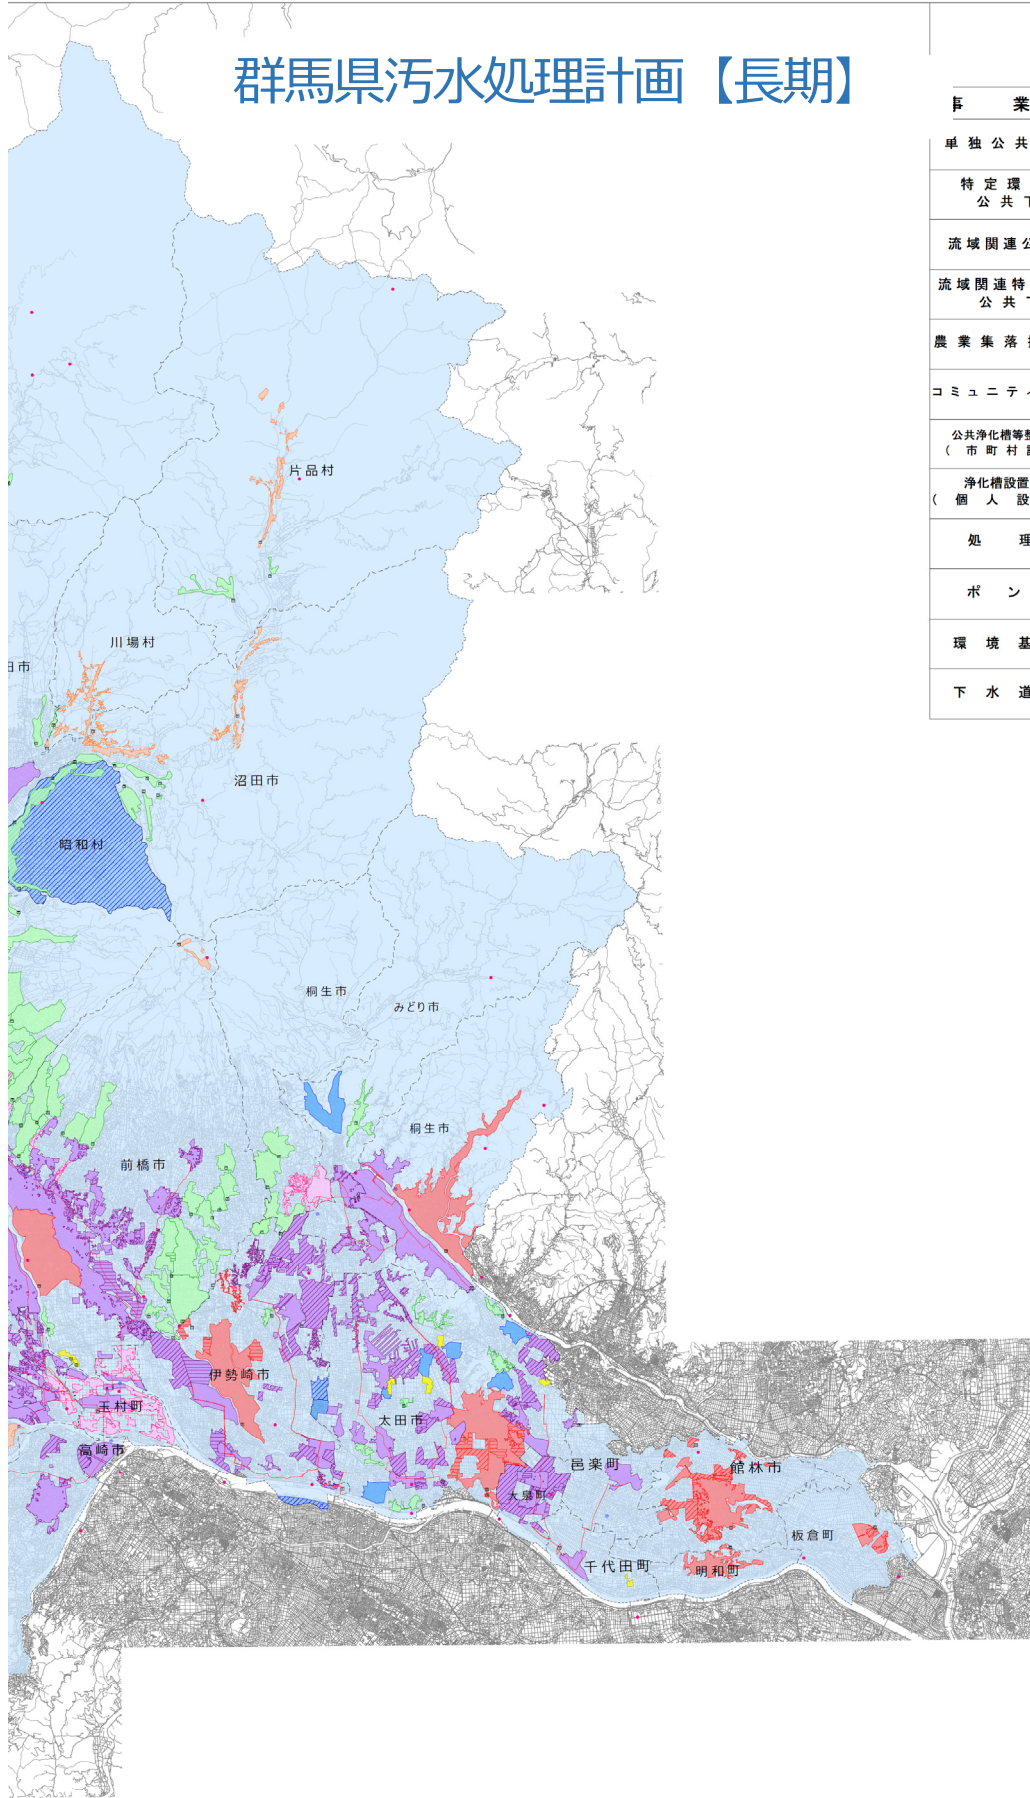 群馬県汚水処理計画【長期】
事 業
単 独 公 共
特 定 環
公 共
流 域 関 連
流 域 関 連 特
公 共
農 業 集 落
コ ミ ュ ニ テ
公共浄化槽等
( 市 町 村
浄化槽設置
( 個 人 設
処 理
ポ ン
環 境 基
下 水 道
片品村
川場村
田市
沼田市
昭和村
桐生市
みどり市
桐生市
前橋市
伊勢崎市
玉村町
太田市
高崎市
邑楽町
館林市
大泉町
板倉町
千代田町
明和町